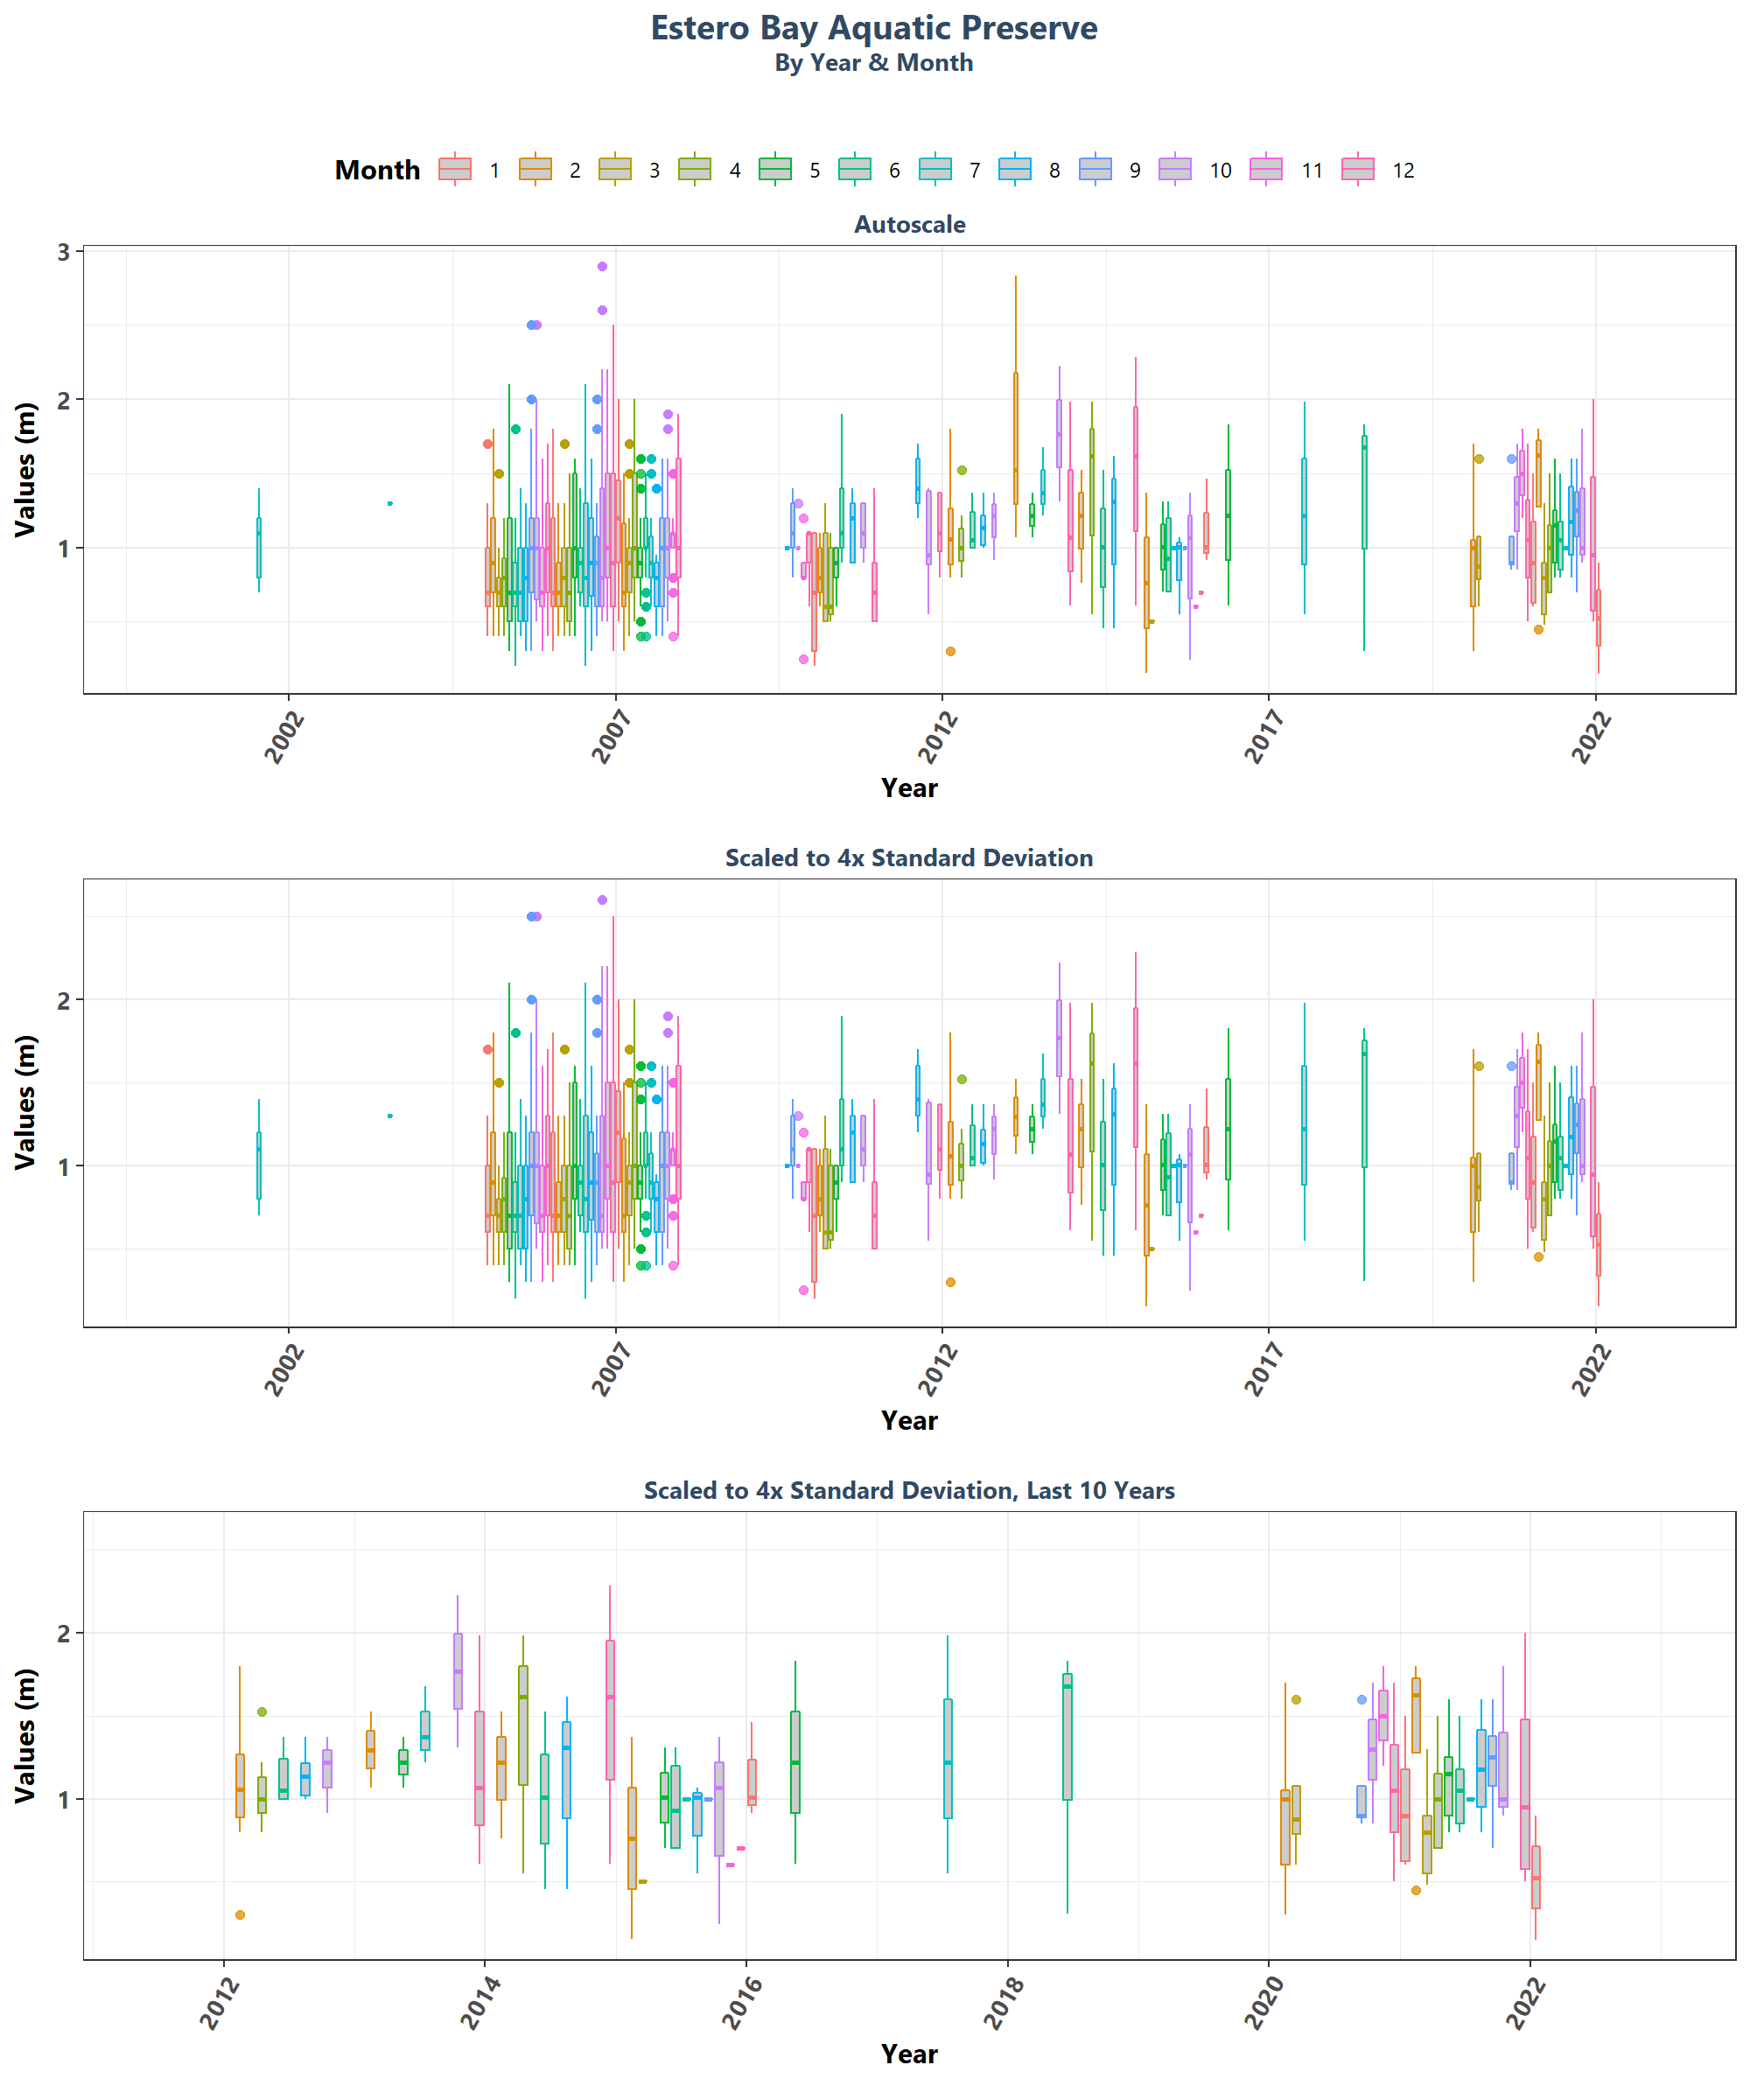 Estero Bay Aquatic Preserve
By Year & Month
Month 1 2 3 4 5 6 7 8 9 10 11 12
Autoscale
Values (m)
3
2
1
2002 2007 2012 2017 2022
Year
Scaled to 4x Standard Deviation
Values (m)
2
1
2002 2007 2012 2017 2022
Year
Scaled to 4x Standard Deviation, Last 10 Years
Values (m)
2
1
2012 2014 2016 2018 2020 2022
Year